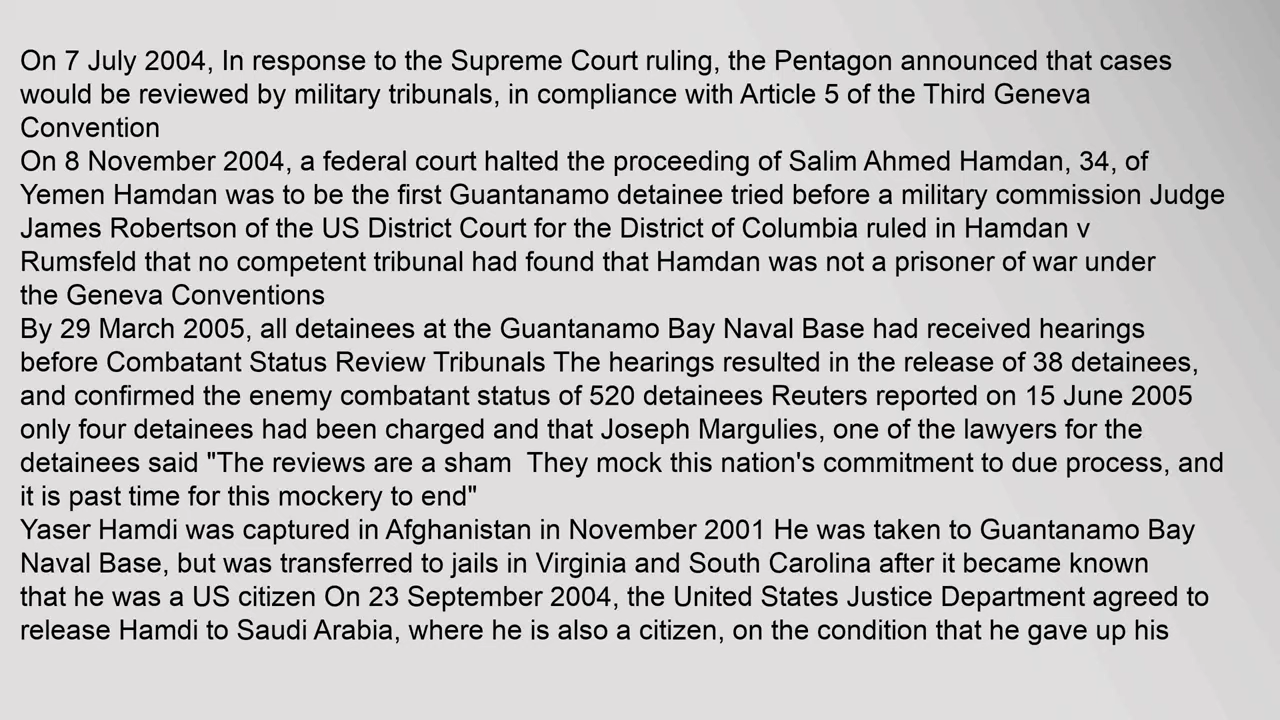 On 7 July 2004, In response to the Supreme Court ruling, the Pentagon announced that cases
would be reviewed by military tribunals, in compliance with Article 5 of the Third Geneva
Convention
On 8 November 2004, a federal court halted the proceeding of Salim Ahmed Hamdan, 34, of
Yemen Hamdan was to be the first Guantanamo detainee tried before a military commission Judge
James Robertson of the US District Court for the District of Columbia ruled in Hamdan v
Rumsfeld that no competent tribunal had found that Hamdan was not a prisoner of war under
the Geneva Conventions
By 29 March 2005, all detainees at the Guantanamo Bay Naval Base had received hearings
before Combatant Status Review Tribunals The hearings resulted in the release of 38 detainees,
and confirmed the enemy combatant status of 520 detainees Reuters reported on 15 June 2005
only four detainees had been charged and that Joseph Margulies, one of the lawyers for the
detainees said "The reviews are a sham  They mock this nation's commitment to due process, and
it is past time for this mockery to end"
Yaser Hamdi was captured in Afghanistan in November 2001 He was taken to Guantanamo Bay
Naval Base, but was transferred to jails in Virginia and South Carolina after it became known
that he was a US citizen On 23 September 2004, the United States Justice Department agreed to
release Hamdi to Saudi Arabia, where he is also a citizen, on the condition that he gave up his